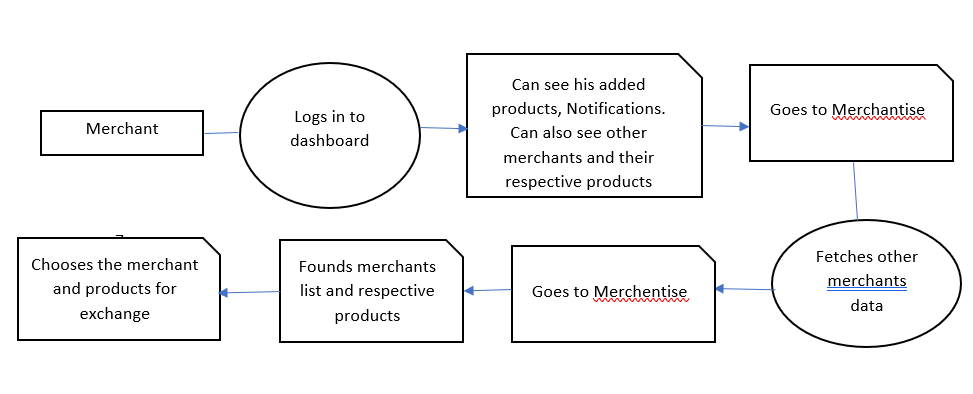 Merchant
Logs in to
dashboard
Can see his added
products, Notifications.
Can also see other
merchants and their
respective products
Goes to Merchantise
Fetches other
merchants
data
Goes to Merchentise
Founds merchants
list and respective
products
Chooses the merchant
and products for
exchange